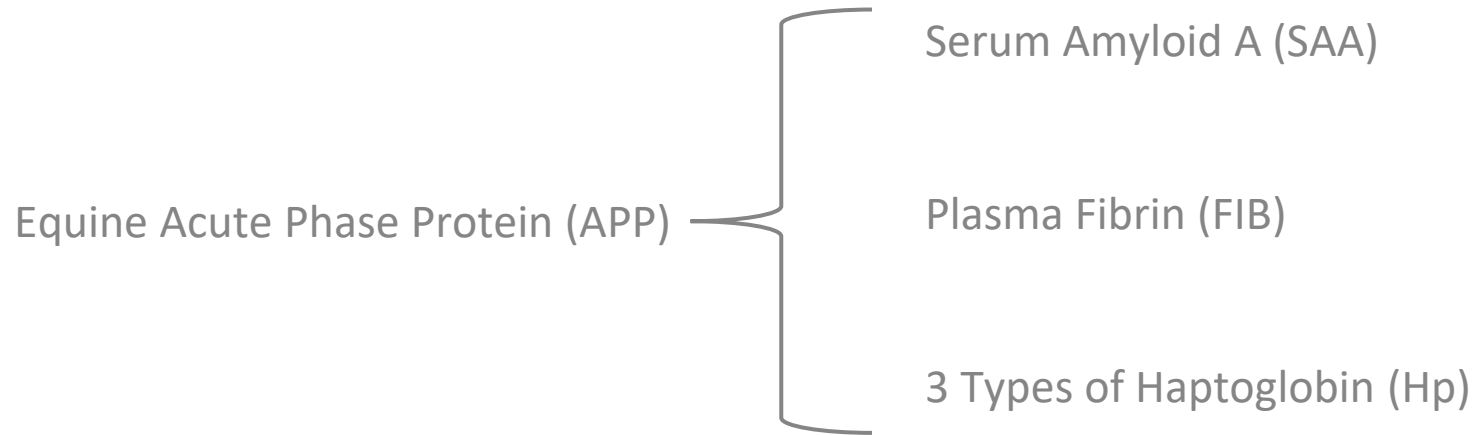 Serum Amyloid A (SAA)
Equine Acute Phase Protein (APP)
Plasma Fibrin (FIB)
3 Types of Haptoglobin (Hp)